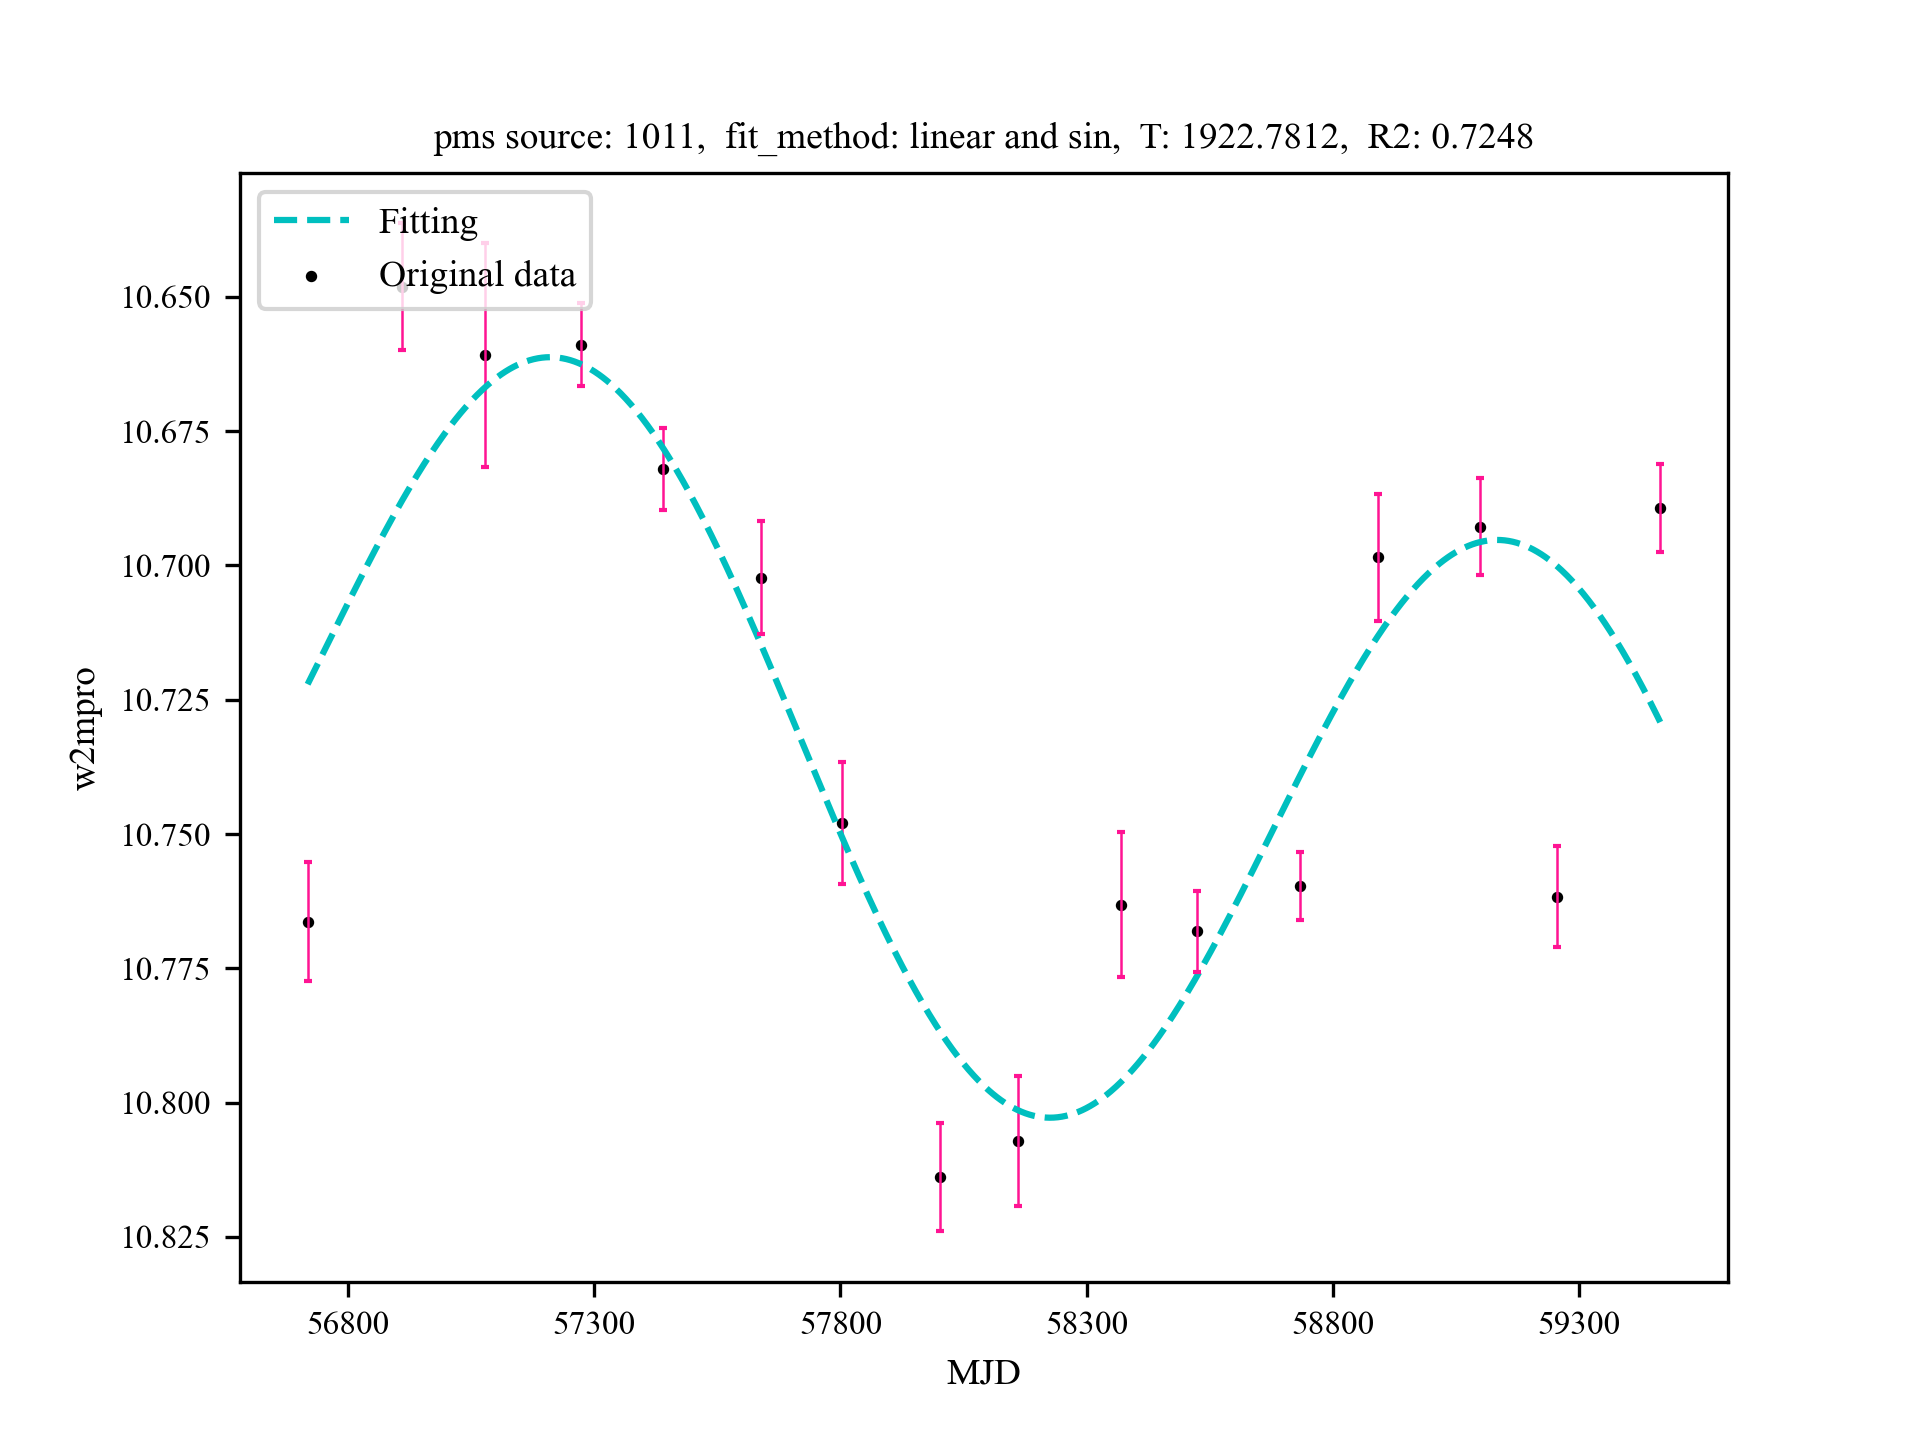 pms source: 1011,  fit_method: linear and sin,  T: 1922.7812,  R2: 0.7248
Fitting
Original data
10.650
10.675
10.700
10.725
10.750
10.775
10.800
10.825
w2mpro
56800 57300 57800 58300 58800 59300
MJD